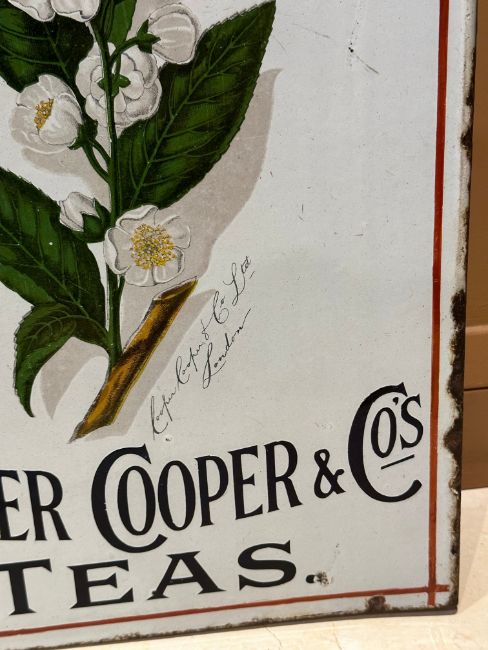 Cooper Cooper & Co Ltd
London
ER COOPER & CO'S
TEAS.